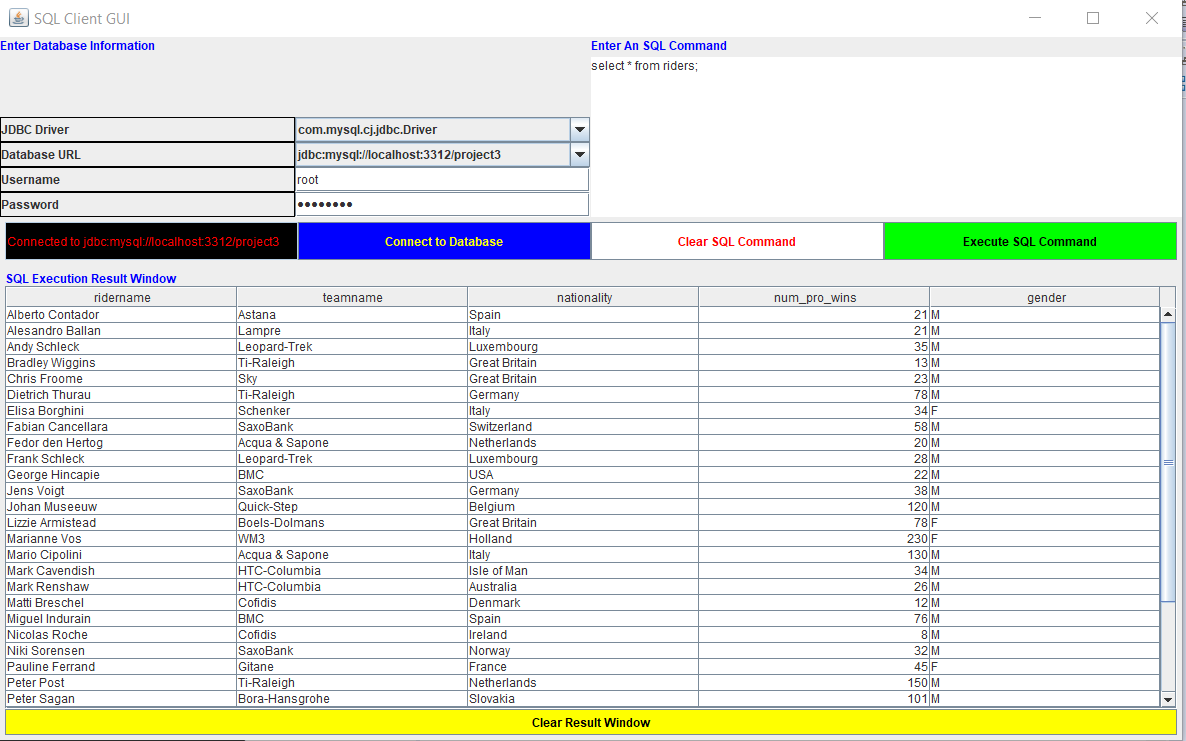 SQL Client GUI
Enter Database Information
Enter An SQL Command
select * from riders;
JDBC Driver com.mysql.cj.jdbc.Driver
Database URL jdbc:mysql://localhost:3312/project3
Username root
Password ●●●●●●●●
Connected to jdbc:mysql://localhost:3312/project3 Connect to Database Clear SQL Command Execute SQL Command
SQL Execution Result Window
ridername teamname nationality num_pro_wins gender
Alberto Contador Astana Spain 21 M
Alesandro Ballan Lampre Italy 21 M
Andy Schleck Leopard-Trek Luxembourg 35 M
Bradley Wiggins Ti-Raleigh Great Britain 13 M
Chris Froome Sky Great Britain 23 M
Dietrich Thurau Ti-Raleigh Germany 78 M
Elisa Borghini Schenker Italy 34 F
Fabian Cancellara SaxoBank Switzerland 58 M
Fedor den Hertog Acqua & Sapone Netherlands 20 M
Frank Schleck Leopard-Trek Luxembourg 28 M
George Hincapie BMC USA 22 M
Jens Voigt SaxoBank Germany 38 M
Johan Museeuw Quick-Step Belgium 120 M
Lizzie Armistead Boels-Dolmans Great Britain 78 F
Marianne Vos WM3 Holland 230 F
Mario Cipolini Acqua & Sapone Italy 130 M
Mark Cavendish HTC-Columbia Isle of Man 34 M
Mark Renshaw HTC-Columbia Australia 26 M
Matti Breschel Cofidis Denmark 12 M
Miguel Indurain BMC Spain 76 M
Nicolas Roche Cofidis Ireland 8 M
Niki Sorensen SaxoBank Norway 32 M
Pauline Ferrand Gitane France 45 F
Peter Post Ti-Raleigh Netherlands 150 M
Peter Sagan Bora-Hansgrohe Slovakia 101 M
Clear Result Window